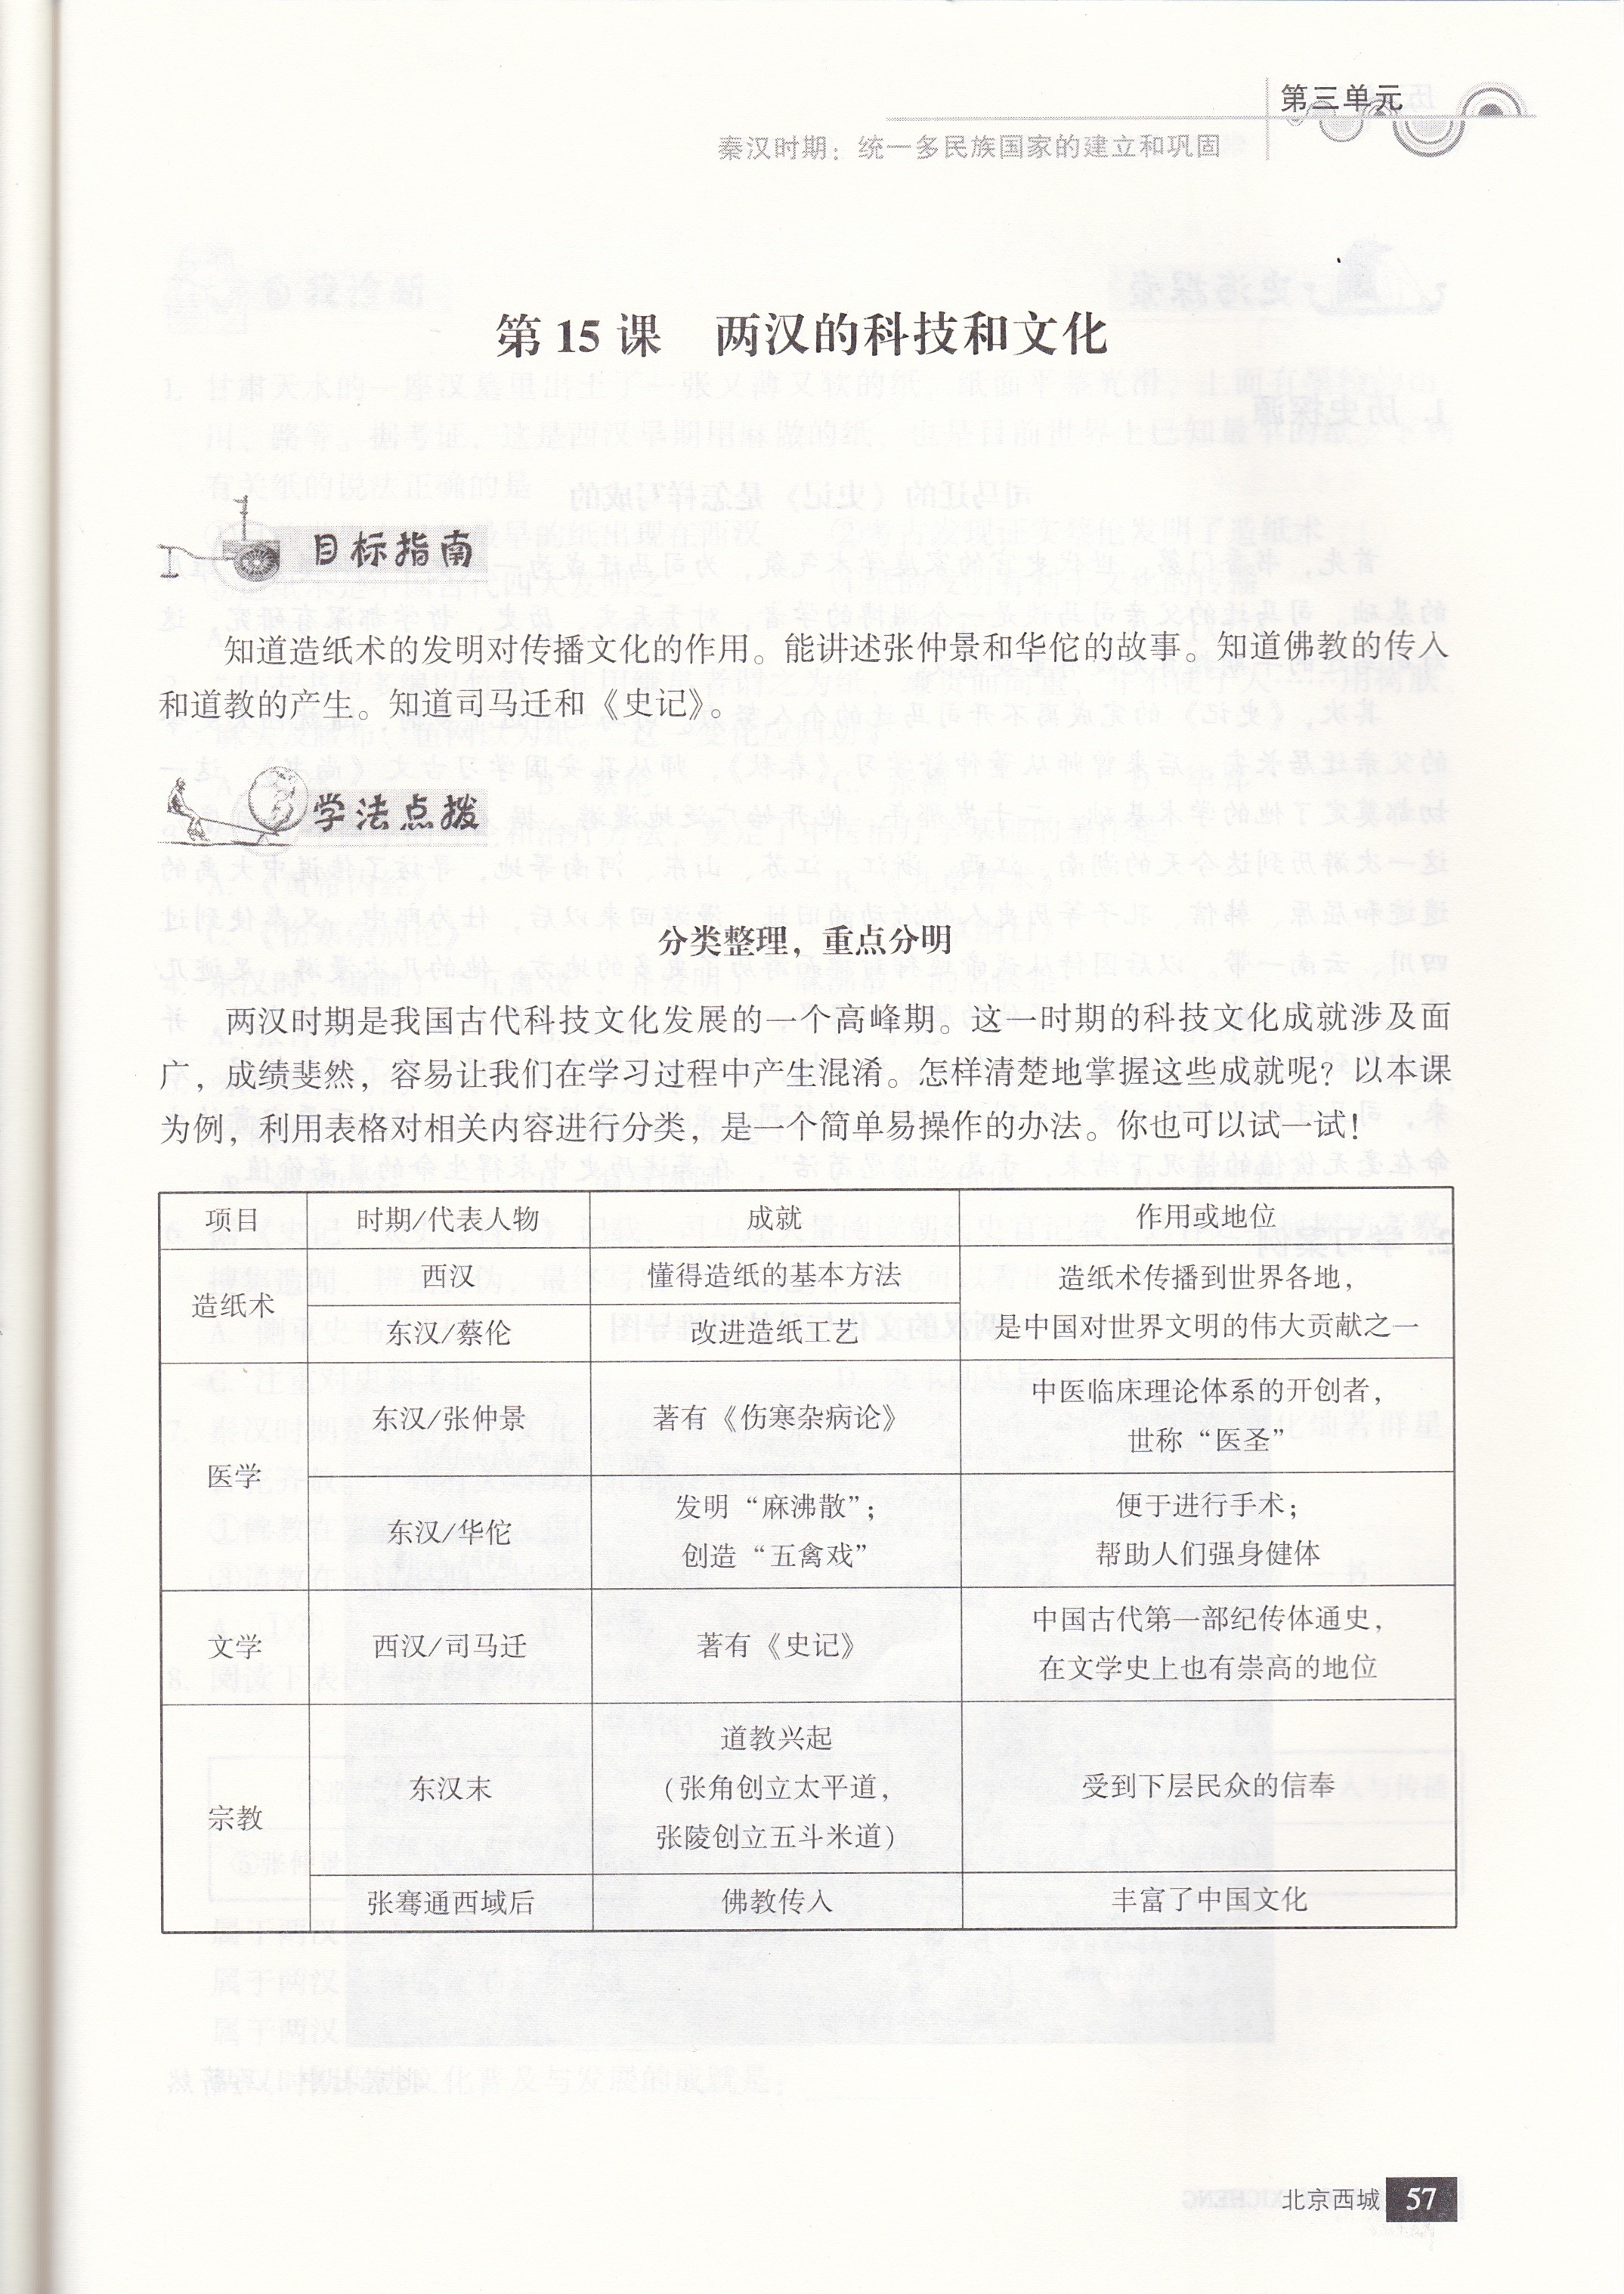 第三单元
秦汉时期：统一多民族国家的建立和巩固
第 15 课 两汉的科技和文化
目标指南
知道造纸术的发明对传播文化的作用。能讲述张仲景和华佗的故事。知道佛教的传入
和道教的产生。知道司马迁和《史记》。
学法点拨
分类整理，重点分明
两汉时期是我国古代科技文化发展的一个高峰期。这一时期的科技文化成就涉及面
广，成绩斐然，容易让我们在学习过程中产生混淆。怎样清楚地掌握这些成就呢？以本课
为例，利用表格对相关内容进行分类，是一个简单易操作的办法。你也可以试一试！
项目 时期/代表人物 成就 作用或地位
造纸术
西汉 懂得造纸的基本方法
东汉/蔡伦 改进造纸工艺
造纸术传播到世界各地，
是中国对世界文明的伟大贡献之一
医学
东汉/张仲景 著有《伤寒杂病论》
中医临床理论体系的开创者，
世称“医圣”
东汉/华佗
发明“麻沸散”；
创造“五禽戏”
便于进行手术；
帮助人们强身健体
文学 西汉/司马迁 著有《史记》
中国古代第一部纪传体通史，
在文学史上也有崇高的地位
宗教
东汉末
道教兴起
（张角创立太平道，
张陵创立五斗米道）
受到下层民众的信奉
张骞通西域后 佛教传入 丰富了中国文化
北京西城 57